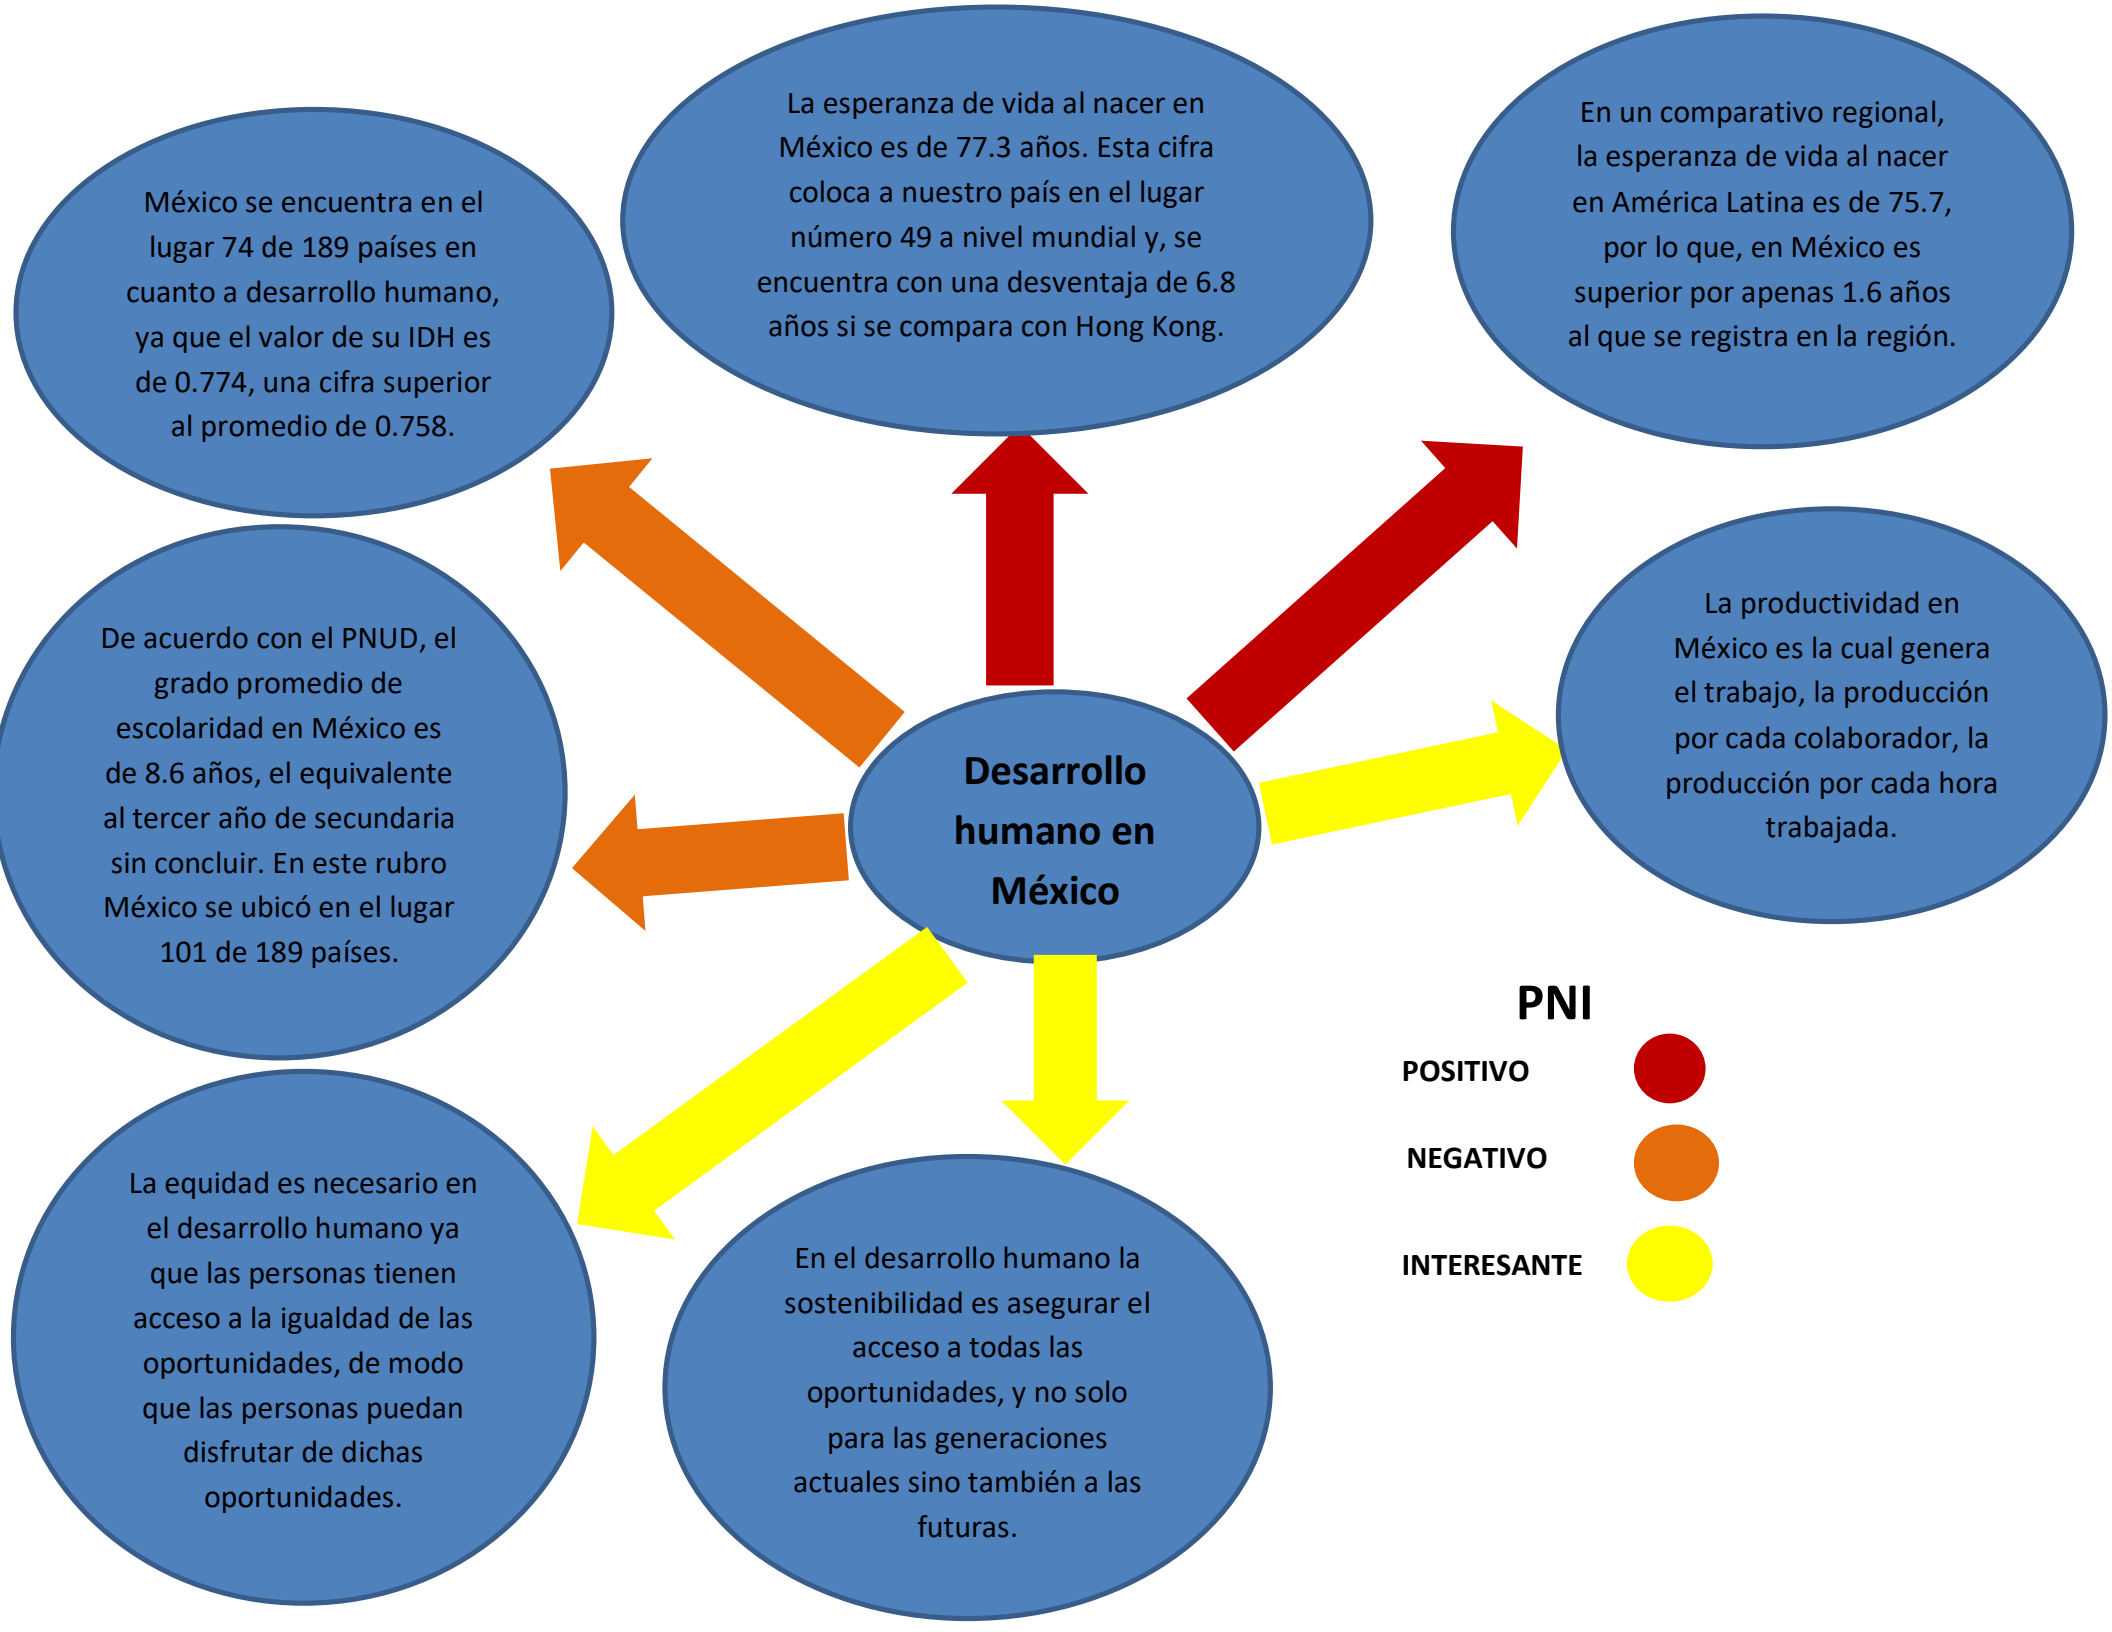 La esperanza de vida al nacer en
México es de 77.3 años. Esta cifra
coloca a nuestro país en el lugar
número 49 a nivel mundial y, se
encuentra con una desventaja de 6.8
años si se compara con Hong Kong.
En un comparativo regional,
la esperanza de vida al nacer
en América Latina es de 75.7,
por lo que, en México es
superior por apenas 1.6 años
al que se registra en la región.
México se encuentra en el
lugar 74 de 189 países en
cuanto a desarrollo humano,
ya que el valor de su IDH es
de 0.774, una cifra superior
al promedio de 0.758.
La productividad en
México es la cual genera
el trabajo, la producción
por cada colaborador, la
producción por cada hora
trabajada.
De acuerdo con el PNUD, el
grado promedio de
escolaridad en México es
de 8.6 años, el equivalente
al tercer año de secundaria
sin concluir. En este rubro
México se ubicó en el lugar
101 de 189 países.
Desarrollo
humano en
México
PNI
POSITIVO
NEGATIVO
INTERESANTE
La equidad es necesario en
el desarrollo humano ya
que las personas tienen
acceso a la igualdad de las
oportunidades, de modo
que las personas puedan
disfrutar de dichas
oportunidades.
En el desarrollo humano la
sostenibilidad es asegurar el
acceso a todas las
oportunidades, y no solo
para las generaciones
actuales sino también a las
futuras.